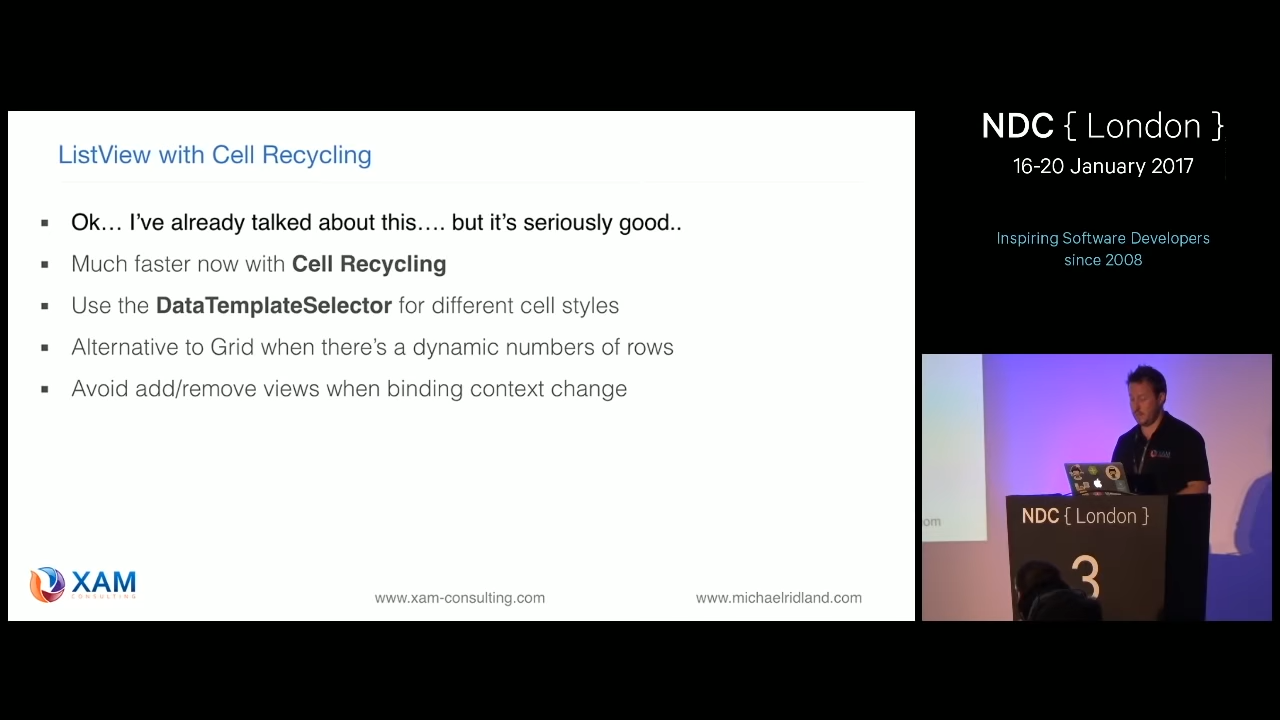 ListView with Cell Recycling
▪ Ok… I've already talked about this…. but it's seriously good..
▪ Much faster now with Cell Recycling
▪ Use the DataTemplateSelector for different cell styles
▪ Alternative to Grid when there's a dynamic numbers of rows
▪ Avoid add/remove views when binding context change
XAM
CONSULTING
www.xam-consulting.com
www.michaelridland.com
NDC { London }
16-20 January 2017
Inspiring Software Developers
since 2008
XAM
om
NDC { London }
3